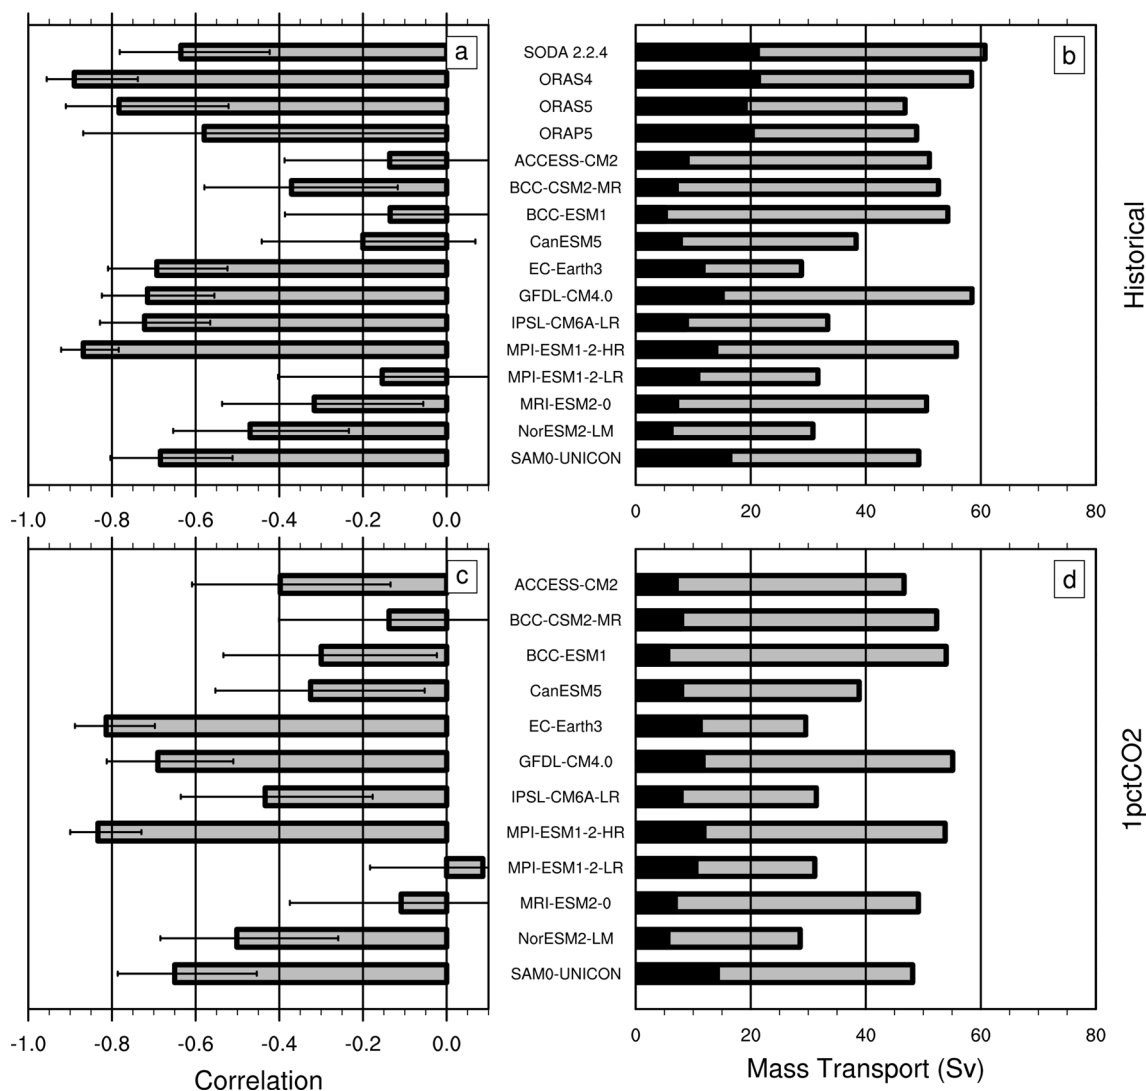 a
b
SODA 2.2.4
ORAS4
ORAS5
ORAP5
ACCESS-CM2
BCC-CSM2-MR
BCC-ESM1
CanESM5
EC-Earth3
GFDL-CM4.0
IPSL-CM6A-LR
MPI-ESM1-2-HR
MPI-ESM1-2-LR
MRI-ESM2-0
NorESM2-LM
SAM0-UNICON
Historical
-1.0 -0.8 -0.6 -0.4 -0.2 0.0
0 20 40 60 80
c
d
ACCESS-CM2
BCC-CSM2-MR
BCC-ESM1
CanESM5
EC-Earth3
GFDL-CM4.0
IPSL-CM6A-LR
MPI-ESM1-2-HR
MPI-ESM1-2-LR
MRI-ESM2-0
NorESM2-LM
SAM0-UNICON
1pctCO2
-1.0 -0.8 -0.6 -0.4 -0.2 0.0
0 20 40 60 80
Correlation
Mass Transport (Sv)